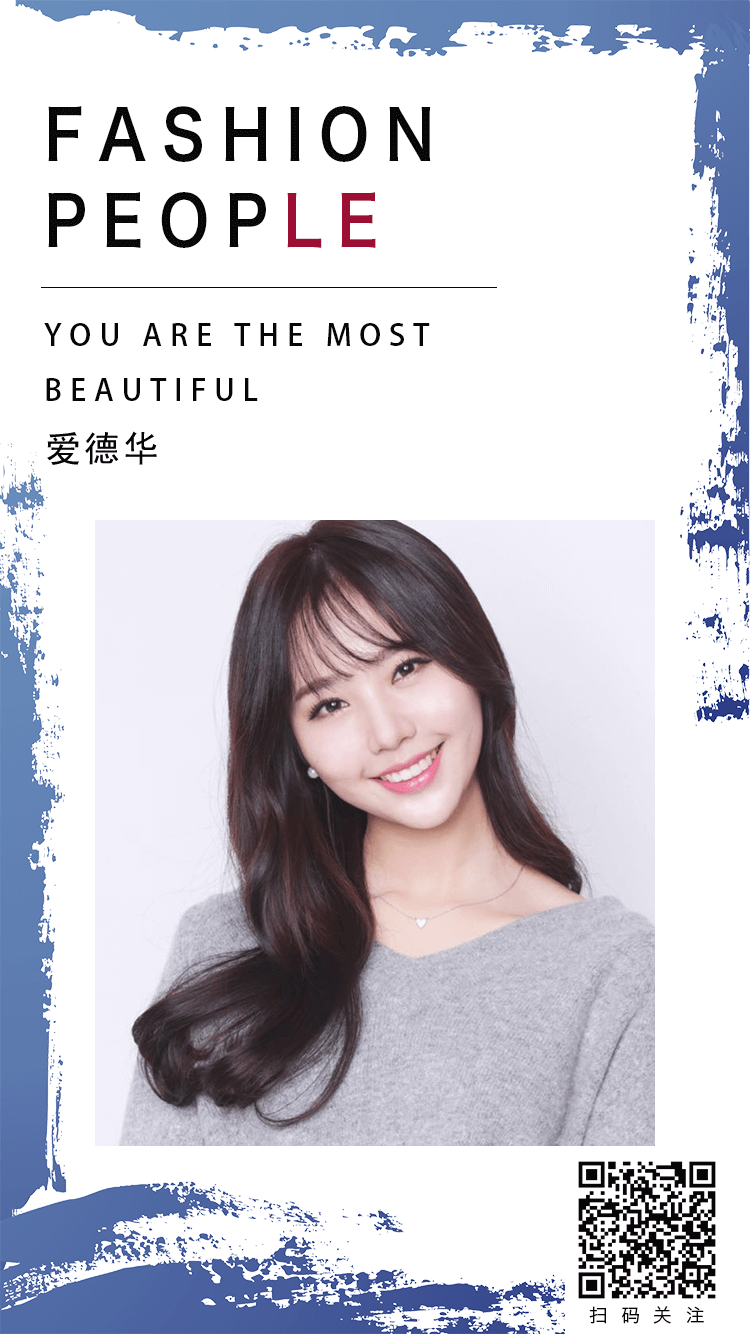 FASHION
PEOPLE
YOU ARE THE MOST
BEAUTIFUL
爱德华
扫码关注